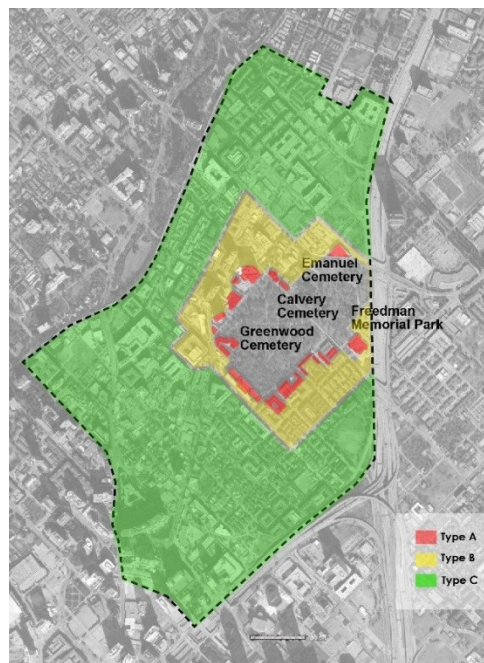 Emanuel
Cemetery
Calvery
Cemetery
Freedman
Memorial Park
Greenwood
Cemetery
Type A
Type B
Type C